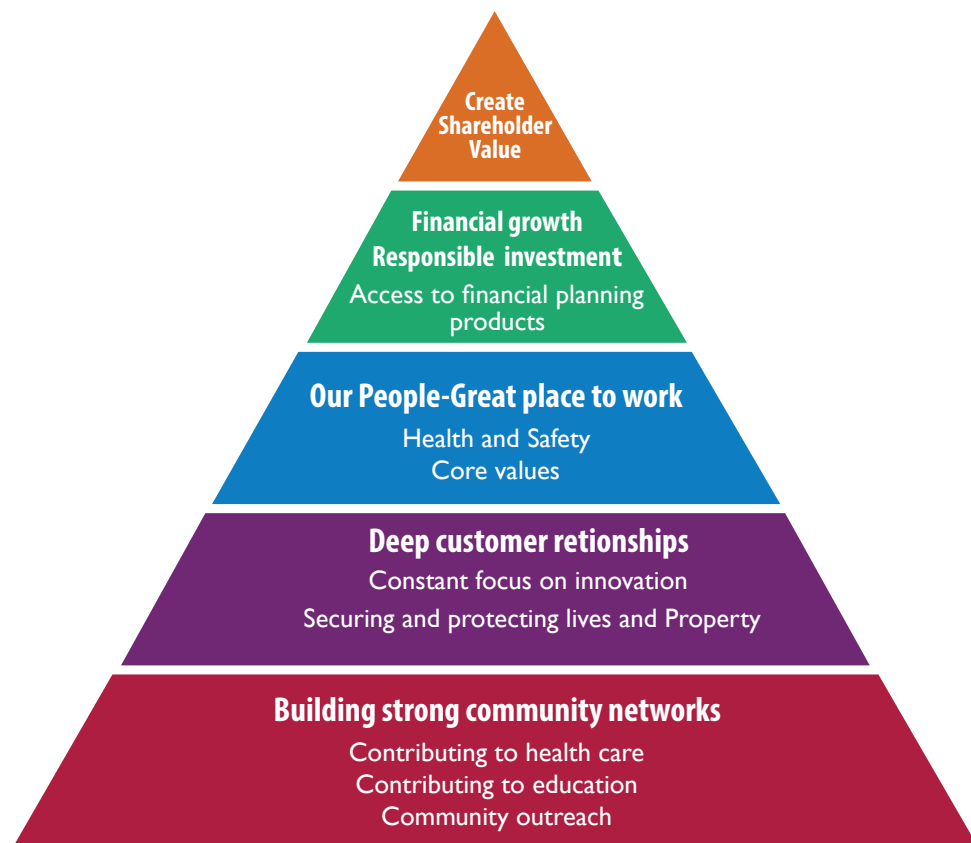 Create
Shareholder
Value
Financial growth
Responsible investment
Access to financial planning
products
Our People-Great place to work
Health and Safety
Core values
Deep customer retionships
Constant focus on innovation
Securing and protecting lives and Property
Building strong community networks
Contributing to health care
Contributing to education
Community outreach